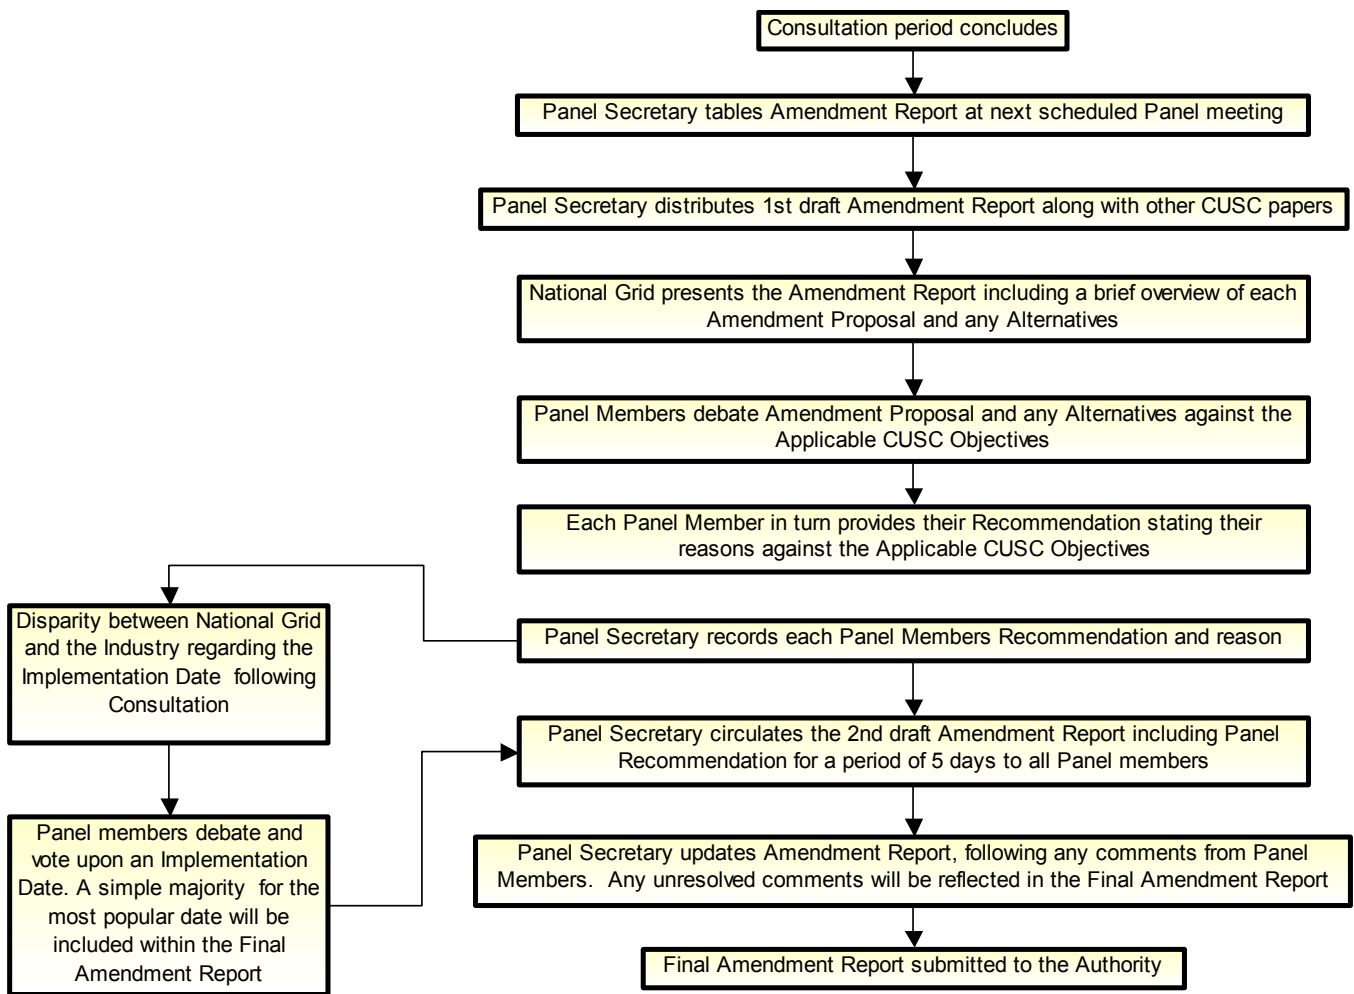 Consultation period concludes
Panel Secretary tables Amendment Report at next scheduled Panel meeting
Panel Secretary distributes 1st draft Amendment Report along with other CUSC papers
National Grid presents the Amendment Report including a brief overview of each
Amendment Proposal and any Alternatives
Panel Members debate Amendment Proposal and any Alternatives against the
Applicable CUSC Objectives
Each Panel Member in turn provides their Recommendation stating their
reasons against the Applicable CUSC Objectives
Panel Secretary records each Panel Members Recommendation and reason
Disparity between National Grid
and the Industry regarding the
Implementation Date following
Consultation
Panel members debate and
vote upon an Implementation
Date. A simple majority for the
most popular date will be
included within the Final
Amendment Report
Panel Secretary circulates the 2nd draft Amendment Report including Panel
Recommendation for a period of 5 days to all Panel members
Panel Secretary updates Amendment Report, following any comments from Panel
Members. Any unresolved comments will be reflected in the Final Amendment Report
Final Amendment Report submitted to the Authority